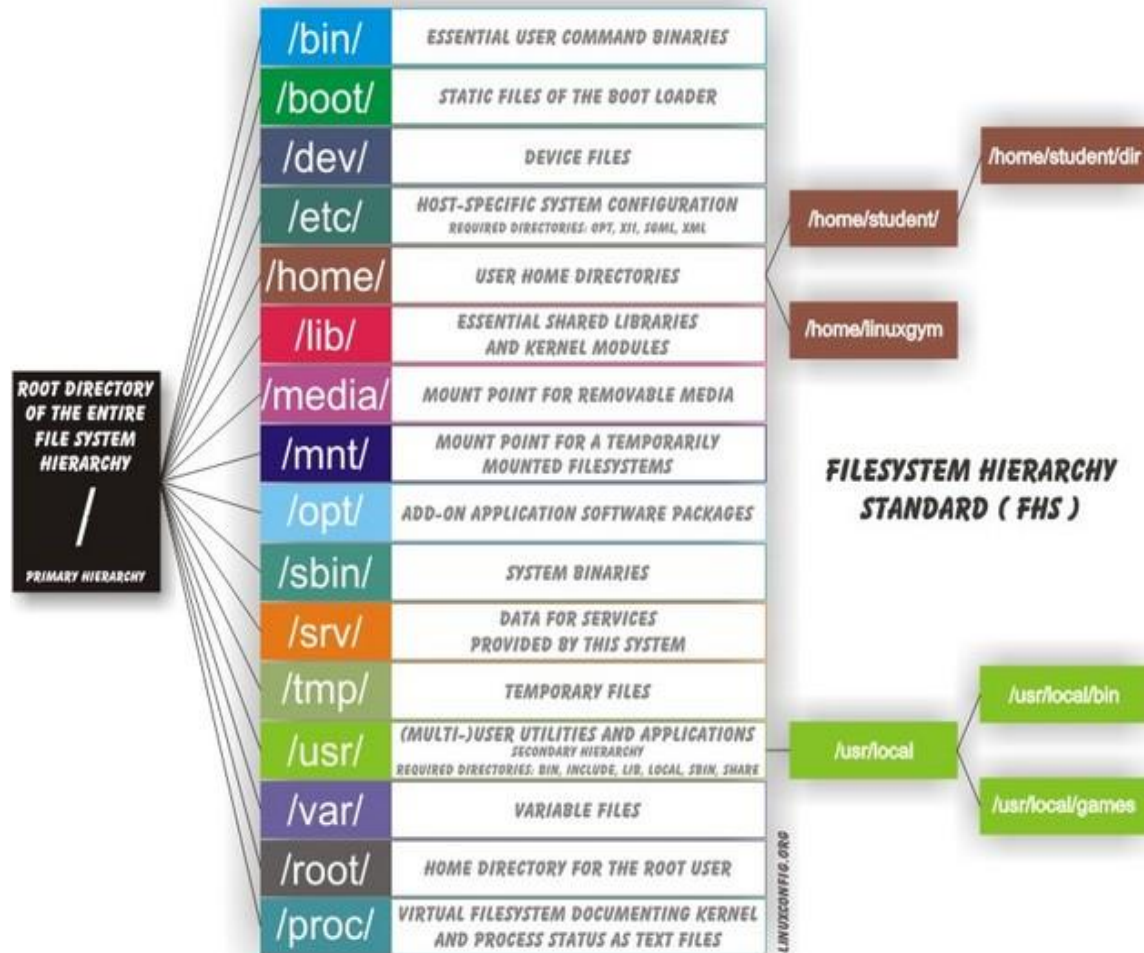 ROOT DIRECTORY
OF THE ENTIRE
FILE SYSTEM
HIERARCHY
/
PRIMARY HIERARCHY
/bin/
ESSENTIAL USER COMMAND BINARIES
/boot/
STATIC FILES OF THE BOOT LOADER
/dev/
DEVICE FILES
/etc/
HOST-SPECIFIC SYSTEM CONFIGURATION
REQUIRED DIRECTORIES: OPT, XII, SGML, XML
/home/
USER HOME DIRECTORIES
/lib/
ESSENTIAL SHARED LIBRARIES
AND KERNEL MODULES
/media/
MOUNT POINT FOR REMOVABLE MEDIA
/mnt/
MOUNT POINT FOR A TEMPORARILY
MOUNTED FILESYSTEMS
/opt/
ADD-ON APPLICATION SOFTWARE PACKAGES
/sbin/
SYSTEM BINARIES
/srv/
DATA FOR SERVICES
PROVIDED BY THIS SYSTEM
/tmp/
TEMPORARY FILES
/usr/
(MULTI-)USER UTILITIES AND APPLICATIONS
SECONDARY HIERARCHY
REQUIRED DIRECTORIES: BIN, INCLUDE, LIB, LOCAL, SBIN, SHARE
/var/
VARIABLE FILES
/root/
HOME DIRECTORY FOR THE ROOT USER
/proc/
VIRTUAL FILESYSTEM DOCUMENTING KERNEL
AND PROCESS STATUS AS TEXT FILES
/home/student/
/home/student/dir
/home/linuxgym
FILESYSTEM HIERARCHY
STANDARD ( FHS )
/usr/local
/usr/local/bin
/usr/local/games
LINUXCONFIG.ORG